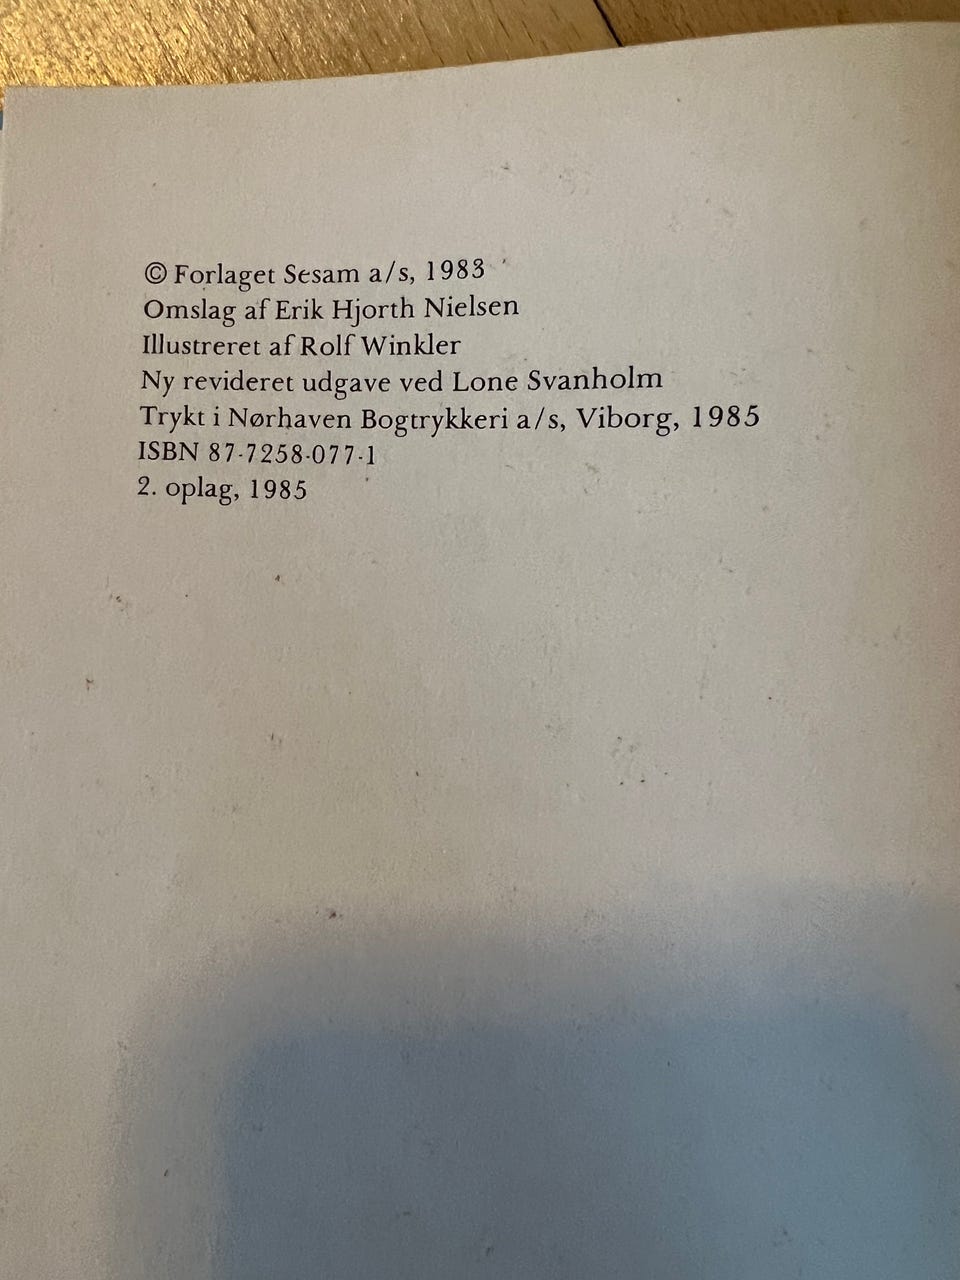 © Forlaget Sesam a/s, 1983
Omslag af Erik Hjorth Nielsen
Illustreret af Rolf Winkler
Ny revideret udgave ved Lone Svanholm
Trykt i Nørhaven Bogtrykkeri a/s, Viborg, 1985
ISBN 87-7258-077-1
2. oplag, 1985